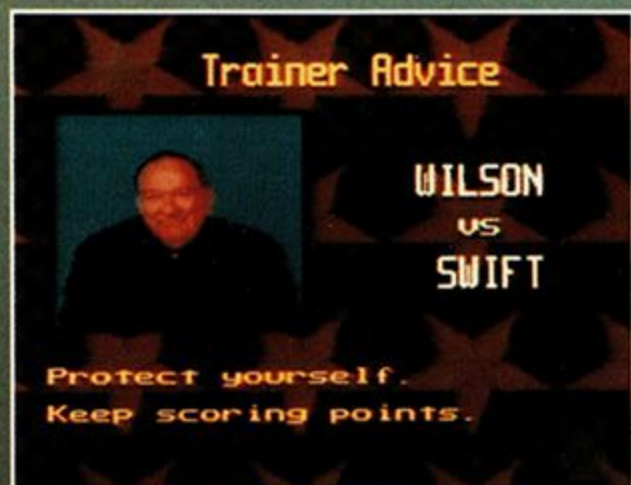 Trainer Advice
WILSON
vs
SWIFT
Protect yourself.
Keep scoring points.